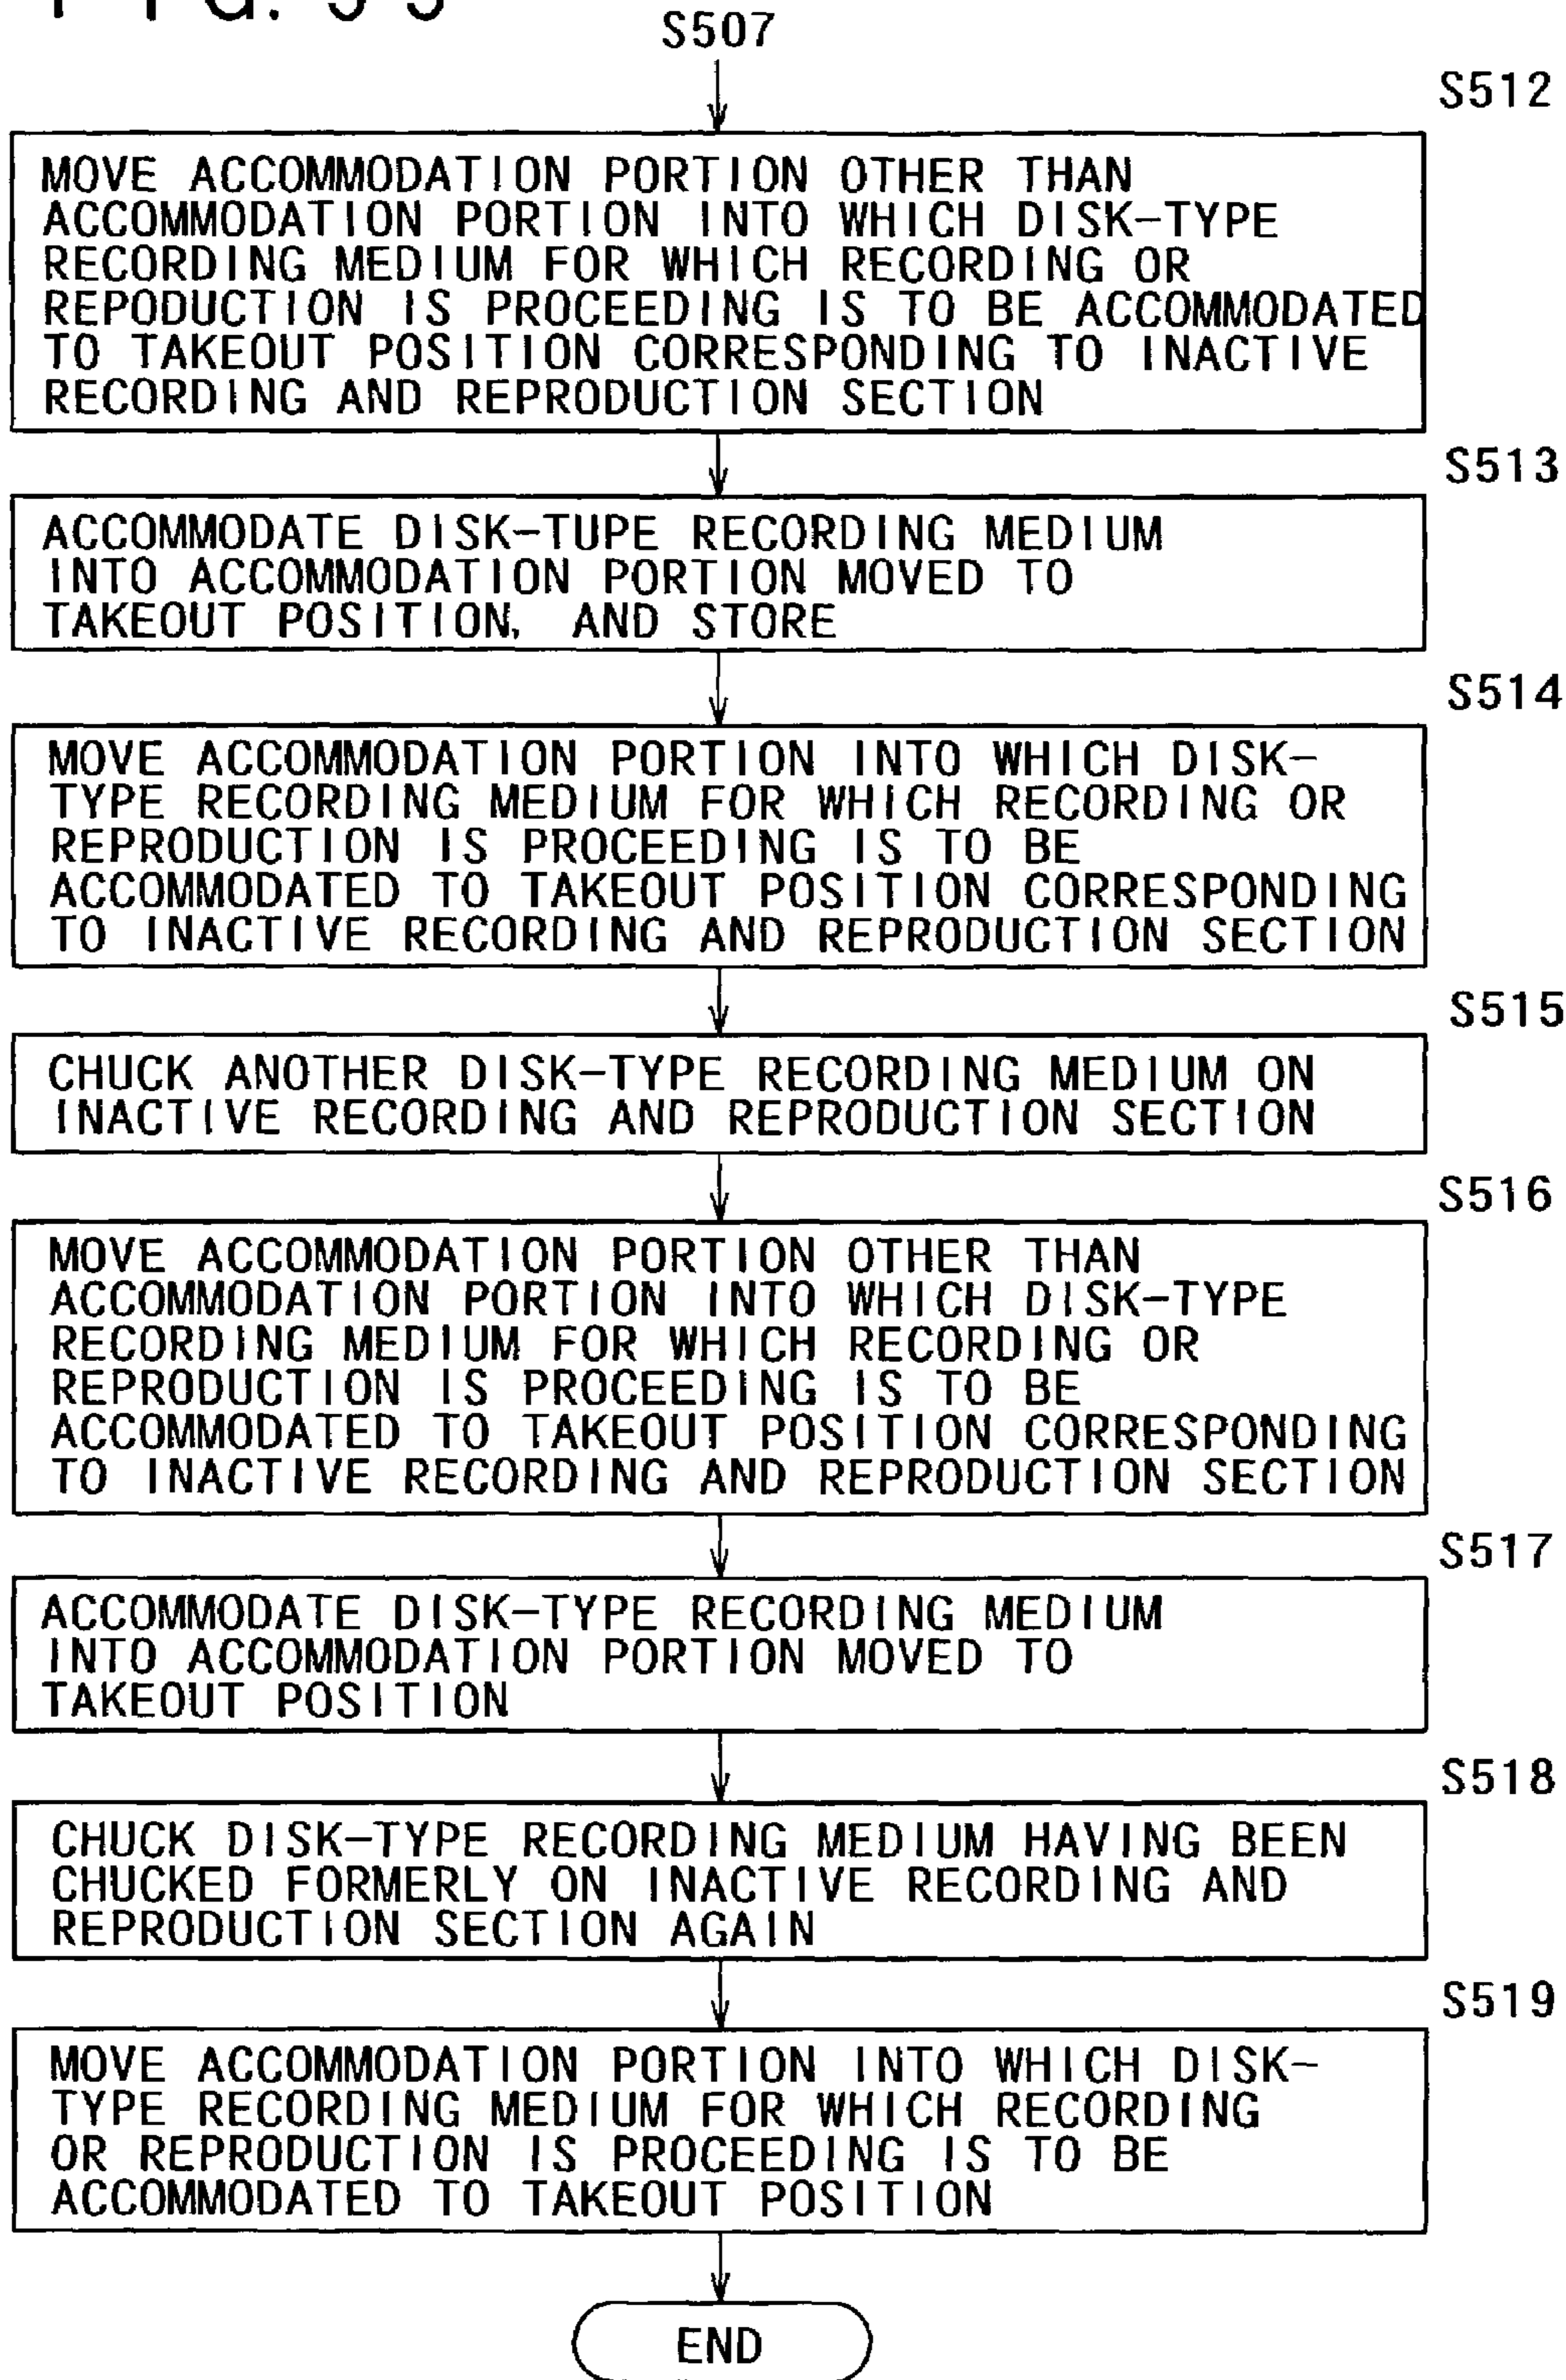 S507
S512
MOVE ACCOMMODATION PORTION OTHER THAN
ACCOMMODATION PORTION INTO WHICH DISK-TYPE
RECORDING MEDIUM FOR WHICH RECORDING OR
REPODUCTION IS PROCEEDING IS TO BE ACCOMMODATED
TO TAKEOUT POSITION CORRESPONDING TO INACTIVE
RECORDING AND REPRODUCTION SECTION
S513
ACCOMMODATE DISK-TUPE RECORDING MEDIUM
INTO ACCOMMODATION PORTION MOVED TO
TAKEOUT POSITION, AND STORE
S514
MOVE ACCOMMODATION PORTION INTO WHICH DISK-
TYPE RECORDING MEDIUM FOR WHICH RECORDING OR
REPRODUCTION IS PROCEEDING IS TO BE
ACCOMMODATED TO TAKEOUT POSITION CORRESPONDING
TO INACTIVE RECORDING AND REPRODUCTION SECTION
S515
CHUCK ANOTHER DISK-TYPE RECORDING MEDIUM ON
INACTIVE RECORDING AND REPRODUCTION SECTION
S516
MOVE ACCOMMODATION PORTION OTHER THAN
ACCOMMODATION PORTION INTO WHICH DISK-TYPE
RECORDING MEDIUM FOR WHICH RECORDING OR
REPRODUCTION IS PROCEEDING IS TO BE
ACCOMMODATED TO TAKEOUT POSITION CORRESPONDING
TO INACTIVE RECORDING AND REPRODUCTION SECTION
S517
ACCOMMODATE DISK-TYPE RECORDING MEDIUM
INTO ACCOMMODATION PORTION MOVED TO
TAKEOUT POSITION
S518
CHUCK DISK-TYPE RECORDING MEDIUM HAVING BEEN
CHUCKED FORMERLY ON INACTIVE RECORDING AND
REPRODUCTION SECTION AGAIN
S519
MOVE ACCOMMODATION PORTION INTO WHICH DISK-
TYPE RECORDING MEDIUM FOR WHICH RECORDING
OR REPRODUCTION IS PROCEEDING IS TO BE
ACCOMMODATED TO TAKEOUT POSITION
END